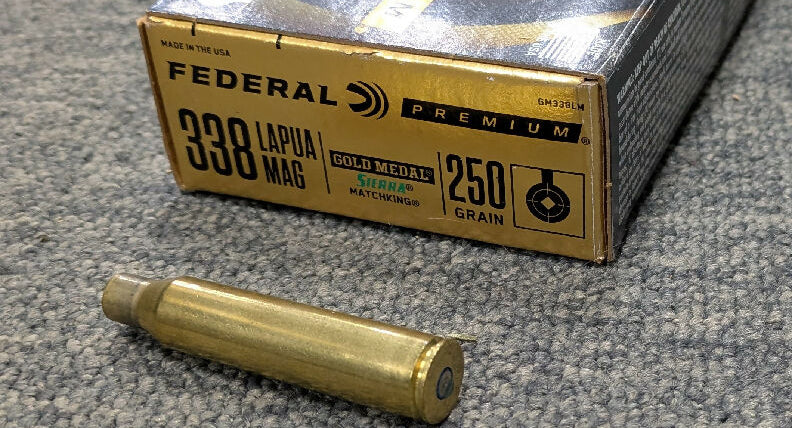 MADE IN THE USA
FEDERAL PREMIUM®
GM338LM
338 LAPUA MAG
GOLD MEDAL®
SIERRA®
MATCHKING®
250
GRAIN